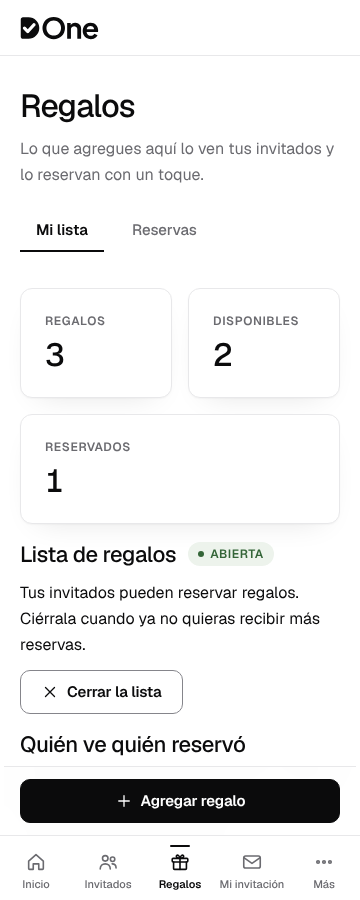 One
Regalos
Lo que agregues aquí lo ven tus invitados y
lo reservan con un toque.
Mi lista
Reservas
REGALOS
3
DISPONIBLES
2
RESERVADOS
1
Lista de regalos
ABIERTA
Tus invitados pueden reservar regalos.
Ciérrala cuando ya no quieras recibir más
reservas.
Cerrar la lista
Quién ve quién reservó
Agregar regalo
Inicio
Invitados
Regalos
Mi invitación
Más